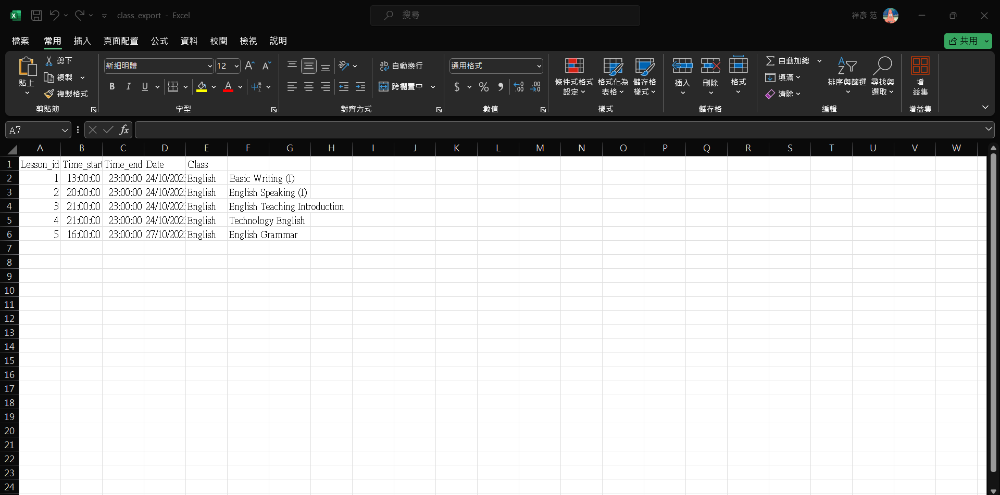 class_export - Excel
搜尋
祥彥 范
檔案 常用 插入 頁面配置 公式 資料 校閱 檢視 說明
共用
貼上
剪下
複製
複製格式
剪貼簿
新細明體 12
B I U
字型
自動換行
跨欄置中
對齊方式
通用格式
$ % 9 .00
數值
條件式格式設定
格式化為表格
儲存格樣式
樣式
插入 刪除 格式
儲存格
自動加總
填滿
清除
排序與篩選
尋找與選取
編輯
增益集
增益集
A7
fx
A B C D E F G H I J K L M N O P Q R S T U V W
1 Lesson_id Time_start Time_end Date Class
2 1 13:00:00 23:00:00 24/10/202 English Basic Writing (I)
3 2 20:00:00 23:00:00 24/10/202 English English Speaking (I)
4 3 21:00:00 23:00:00 24/10/202 English English Teaching Introduction
5 4 21:00:00 23:00:00 24/10/202 English Technology English
6 5 16:00:00 23:00:00 27/10/202 English English Grammar
7
8
9
10
11
12
13
14
15
16
17
18
19
20
21
22
23
24